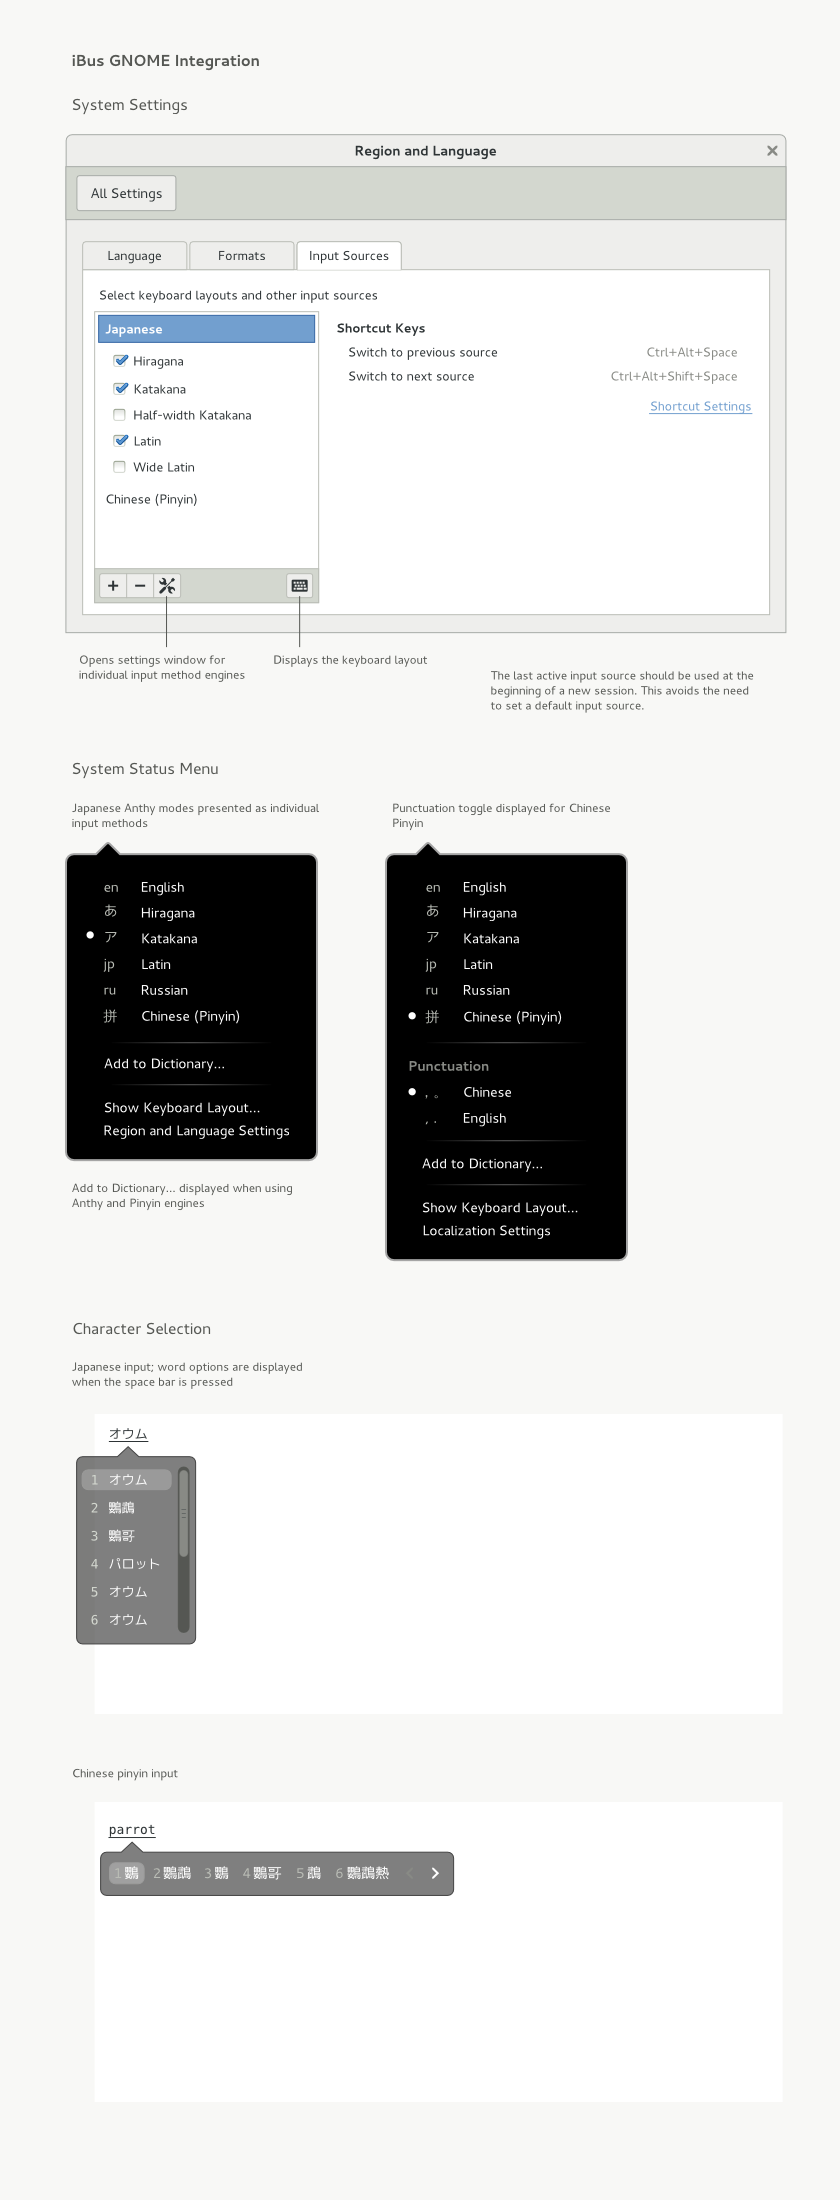 iBus GNOME Integration
System Settings
Region and Language
All Settings
Language
Formats
Input Sources
Select keyboard layouts and other input sources
Japanese
Hiragana
Katakana
Half-width Katakana
Latin
Wide Latin
Chinese (Pinyin)
Shortcut Keys
Switch to previous source Ctrl+Alt+Space
Switch to next source Ctrl+Alt+Shift+Space
Shortcut Settings
Opens settings window for
individual input method engines
Displays the keyboard layout
The last active input source should be used at the
beginning of a new session. This avoids the need
to set a default input source.
System Status Menu
Japanese Anthy modes presented as individual
input methods
en English
あ Hiragana
ア Katakana
jp Latin
ru Russian
拼 Chinese (Pinyin)
Add to Dictionary...
Show Keyboard Layout...
Region and Language Settings
Add to Dictionary... displayed when using
Anthy and Pinyin engines
Punctuation toggle displayed for Chinese
Pinyin
en English
あ Hiragana
ア Katakana
jp Latin
ru Russian
拼 Chinese (Pinyin)
Punctuation
, 。 Chinese
, . English
Add to Dictionary...
Show Keyboard Layout...
Localization Settings
Character Selection
Japanese input; word options are displayed
when the space bar is pressed
オウム
1 オウム
2 鸚鵡
3 鸚哥
4 パロット
5 オウム
6 オウム
Chinese pinyin input
parrot
1 鸚 2 鸚鵡 3 鸚 4 鸚哥 5 鵡 6 鸚鵡熱